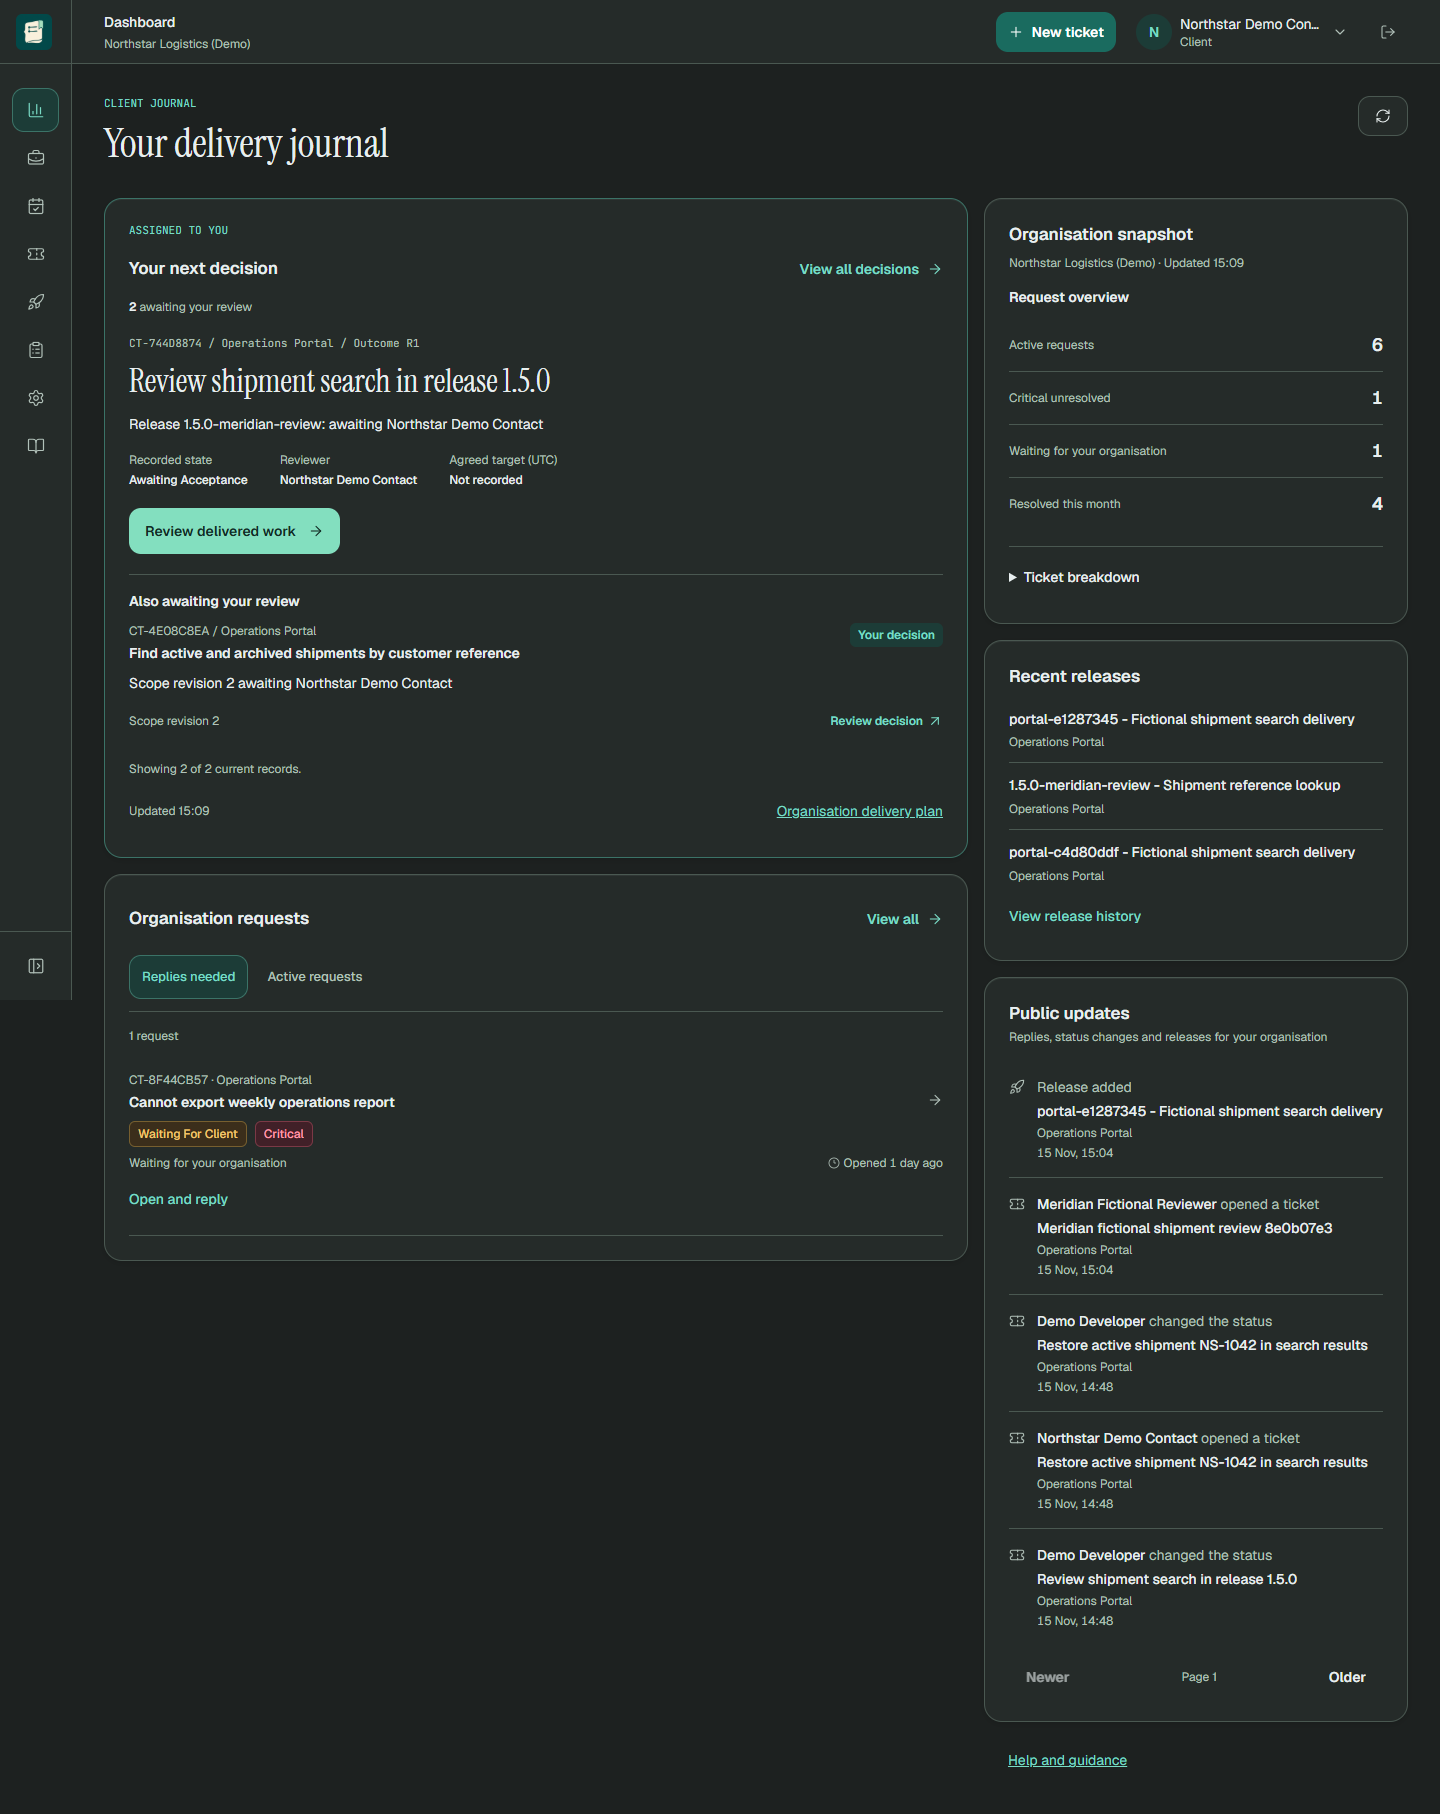 Dashboard
Northstar Logistics (Demo)
New ticket
N
Northstar Demo Con...
Client
CLIENT JOURNAL
Your delivery journal
ASSIGNED TO YOU
Your next decision
View all decisions
2 awaiting your review
CT-744D8874 / Operations Portal / Outcome R1
Review shipment search in release 1.5.0
Release 1.5.0-meridian-review: awaiting Northstar Demo Contact
Recorded state
Awaiting Acceptance
Reviewer
Northstar Demo Contact
Agreed target (UTC)
Not recorded
Review delivered work
Also awaiting your review
CT-4E08C8EA / Operations Portal
Your decision
Find active and archived shipments by customer reference
Scope revision 2 awaiting Northstar Demo Contact
Scope revision 2
Review decision
Showing 2 of 2 current records.
Updated 15:09
Organisation delivery plan
Organisation requests
View all
Replies needed
Active requests
1 request
CT-8F44CB57 · Operations Portal
Cannot export weekly operations report
Waiting For Client
Critical
Waiting for your organisation
Opened 1 day ago
Open and reply
Organisation snapshot
Northstar Logistics (Demo) · Updated 15:09
Request overview
Active requests
6
Critical unresolved
1
Waiting for your organisation
1
Resolved this month
4
Ticket breakdown
Recent releases
portal-e1287345 - Fictional shipment search delivery
Operations Portal
1.5.0-meridian-review - Shipment reference lookup
Operations Portal
portal-c4d80ddf - Fictional shipment search delivery
Operations Portal
View release history
Public updates
Replies, status changes and releases for your organisation
Release added
portal-e1287345 - Fictional shipment search delivery
Operations Portal
15 Nov, 15:04
Meridian Fictional Reviewer opened a ticket
Meridian fictional shipment review 8e0b07e3
Operations Portal
15 Nov, 15:04
Demo Developer changed the status
Restore active shipment NS-1042 in search results
Operations Portal
15 Nov, 14:48
Northstar Demo Contact opened a ticket
Restore active shipment NS-1042 in search results
Operations Portal
15 Nov, 14:48
Demo Developer changed the status
Review shipment search in release 1.5.0
Operations Portal
15 Nov, 14:48
Newer
Page 1
Older
Help and guidance